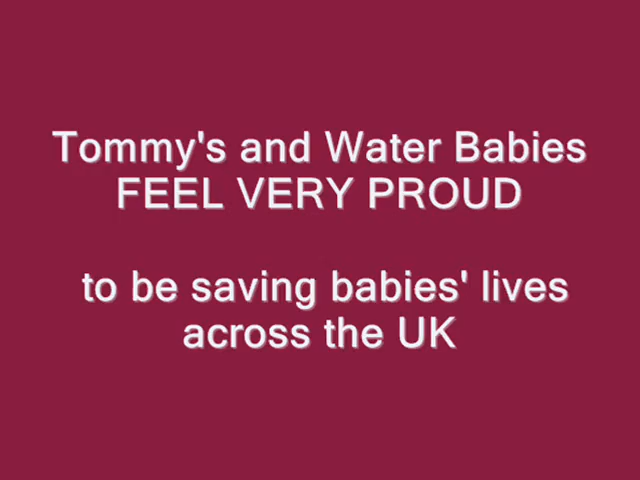 Tommy's and Water Babies
FEEL VERY PROUD
to be saving babies' lives
across the UK